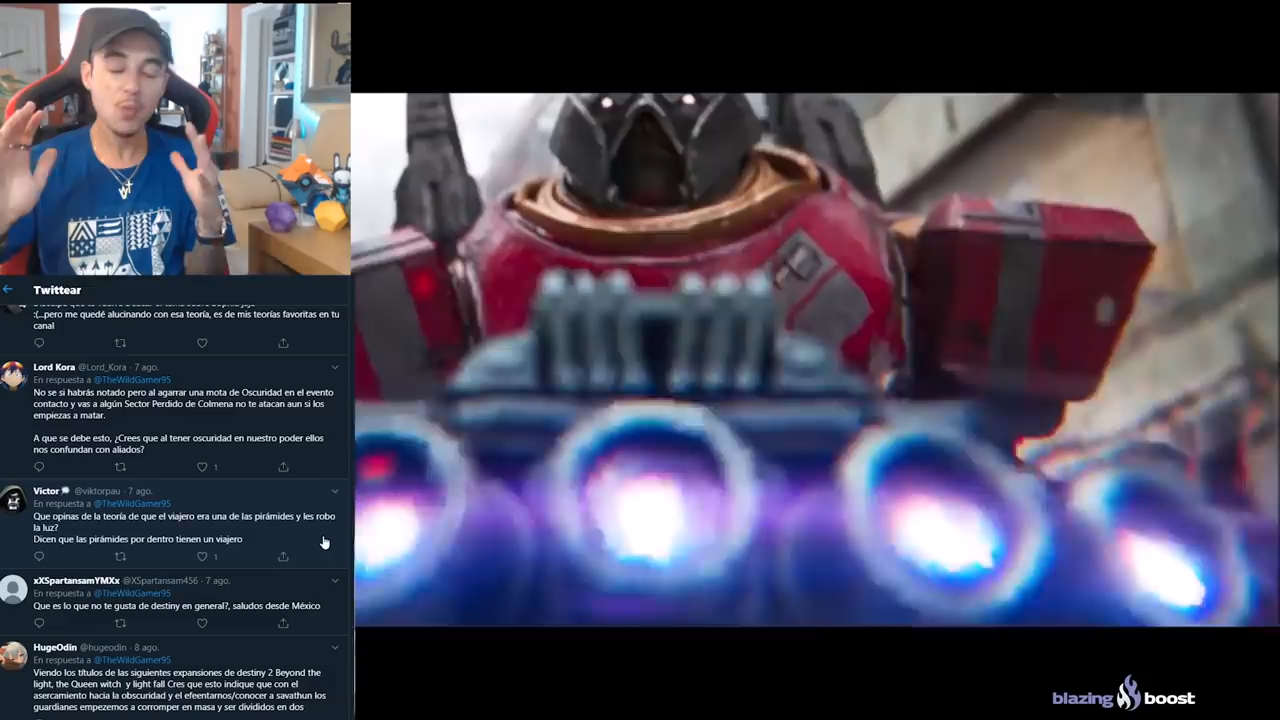 Twittear
:(...pero me quedé alucinando con esa teoría, es de mis teorías favoritas en tu
canal
Lord Kora @Lord_Kora · 7 ago.
En respuesta a @TheWildGamer95
No se si habrás notado pero al agarrar una mota de Oscuridad en el evento
contacto y vas a algún Sector Perdido de Colmena no te atacan aun si los
empiezas a matar.
A que se debe esto, ¿Crees que al tener oscuridad en nuestro poder ellos
nos confundan con aliados?
1
Victor @viktorpau · 7 ago.
En respuesta a @TheWildGamer95
Que opinas de la teoría de que el viajero era una de las pirámides y les robo
la luz?
Dicen que las pirámides por dentro tienen un viajero
1
xXSpartansamYMXx @XSpartansam456 · 7 ago.
En respuesta a @TheWildGamer95
Que es lo que no te gusta de destiny en general?, saludos desde México
HugeOdin @hugeodin · 8 ago.
En respuesta a @TheWildGamer95
Viendo los títulos de las siguientes expansiones de destiny 2 Beyond the
light, the Queen witch y light fall Cres que esto indique que con el
asercamiento hacia la obscuridad y el efeentarnos/conocer a savathun los
guardianes empezemos a corromper en masa y ser divididos en dos
blazing boost